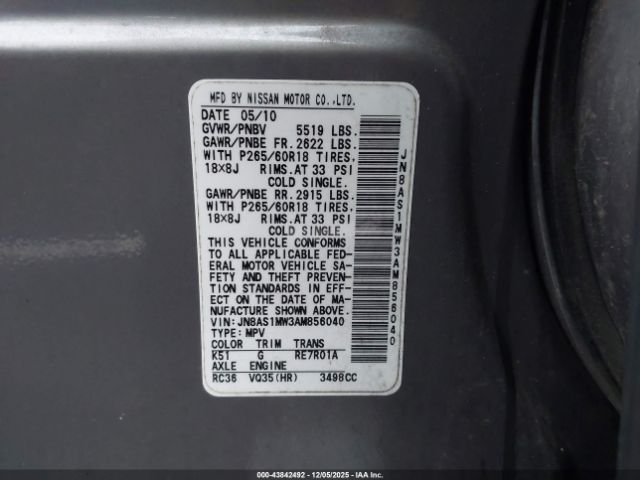 MFD BY NISSAN MOTOR CO.,LTD.
DATE 05/10
GVWR/PNBV 5519 LBS.
GAWR/PNBE FR.2622 LBS.
WITH P265/60R18 TIRES.
18×8J RIMS.AT 33 PSI
COLD SINGLE.
GAWR/PNBE RR.2915 LBS.
WITH P265/60R18 TIRES.
18×8J RIMS.AT 33 PSI
COLD SINGLE.
THIS VEHICLE CONFORMS
TO ALL APPLICABLE FED-
ERAL MOTOR VEHICLE SA-
FETY AND THEFT PREVEN-
TION STANDARDS IN EFF-
ECT ON THE DATE OF MA-
NUFACTURE SHOWN ABOVE.
VIN:JN8AS1MW3AM856040
TYPE:MPV
COLOR TRIM TRANS
K51 G RE7R01A
AXLE ENGINE
RC36 VQ35(HR) 3498CC
JN8AS1MW3AM856040
000-43842492 - 12/05/2025 - IAA Inc.